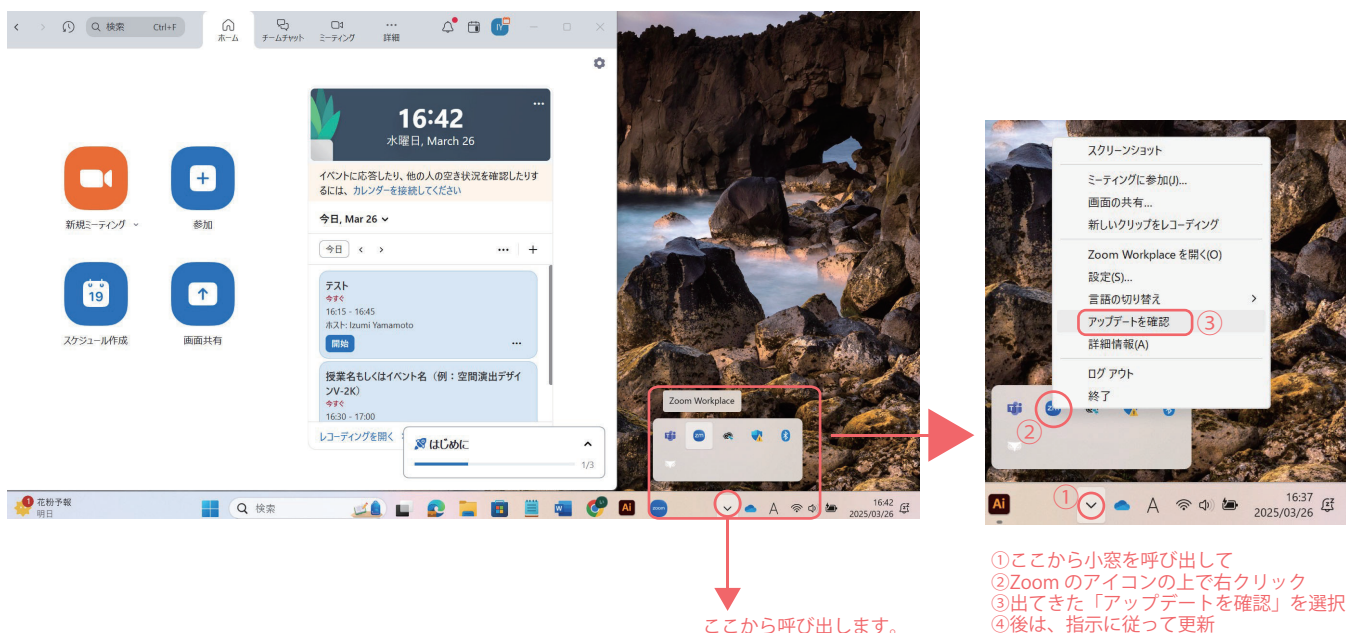 検索 Ctrl+F
ホーム
チームチャット
ミーティング
詳細
IY
16:42
水曜日, March 26
イベントに応答したり、他の人の空き状況を確認したりするには、カレンダーを接続してください
今日, Mar 26
今日
テスト
今すぐ
16:15 - 16:45
ホスト: Izumi Yamamoto
開始
授業名もしくはイベント名（例：空間演出デザインV-2K）
今すぐ
16:30 - 17:00
レコーディングを開く
はじめに
1/3
新規ミーティング
参加
19
スケジュール作成
画面共有
Zoom Workplace
zm
1
花粉予報
明日
検索
W
Ai
zoom
A
16:42
2025/03/26
ここから呼び出します。
スクリーンショット
ミーティングに参加(J)...
画面の共有...
新しいクリップをレコーディング
Zoom Workplace を開く(O)
設定(S)...
言語の切り替え
アップデートを確認 ③
詳細情報(A)
ログ アウト
終了
②
①
Ai
A
16:37
2025/03/26
①ここから小窓を呼び出して
②Zoom のアイコンの上で右クリック
③出てきた「アップデートを確認」を選択
④後は、指示に従って更新